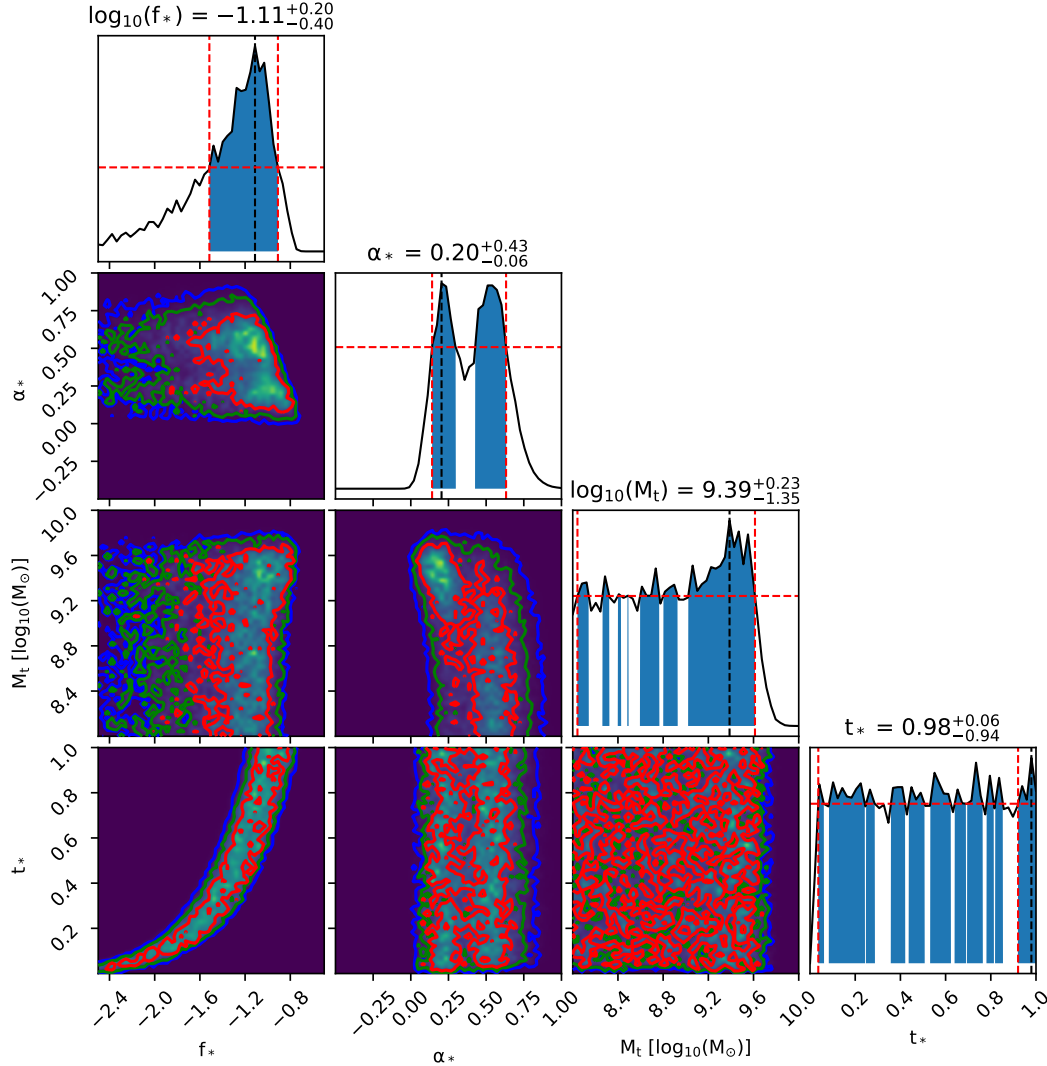 log₁₀(f∗) = −1.11+0.20−0.40
α∗ = 0.20+0.43−0.06
log₁₀(Mt) = 9.39+0.23−1.35
t∗ = 0.98+0.06−0.94
α∗
1.00
0.75
0.50
0.25
0.00
−0.25
Mt [log₁₀(M⊙)]
10.0
9.6
9.2
8.8
8.4
t∗
1.0
0.8
0.6
0.4
0.2
−2.4 −2.0 −1.6 −1.2 −0.8
f∗
−0.25 0.00 0.25 0.50 0.75 1.00
α∗
8.4 8.8 9.2 9.6 10.0
Mt [log₁₀(M⊙)]
0.2 0.4 0.6 0.8 1.0
t∗